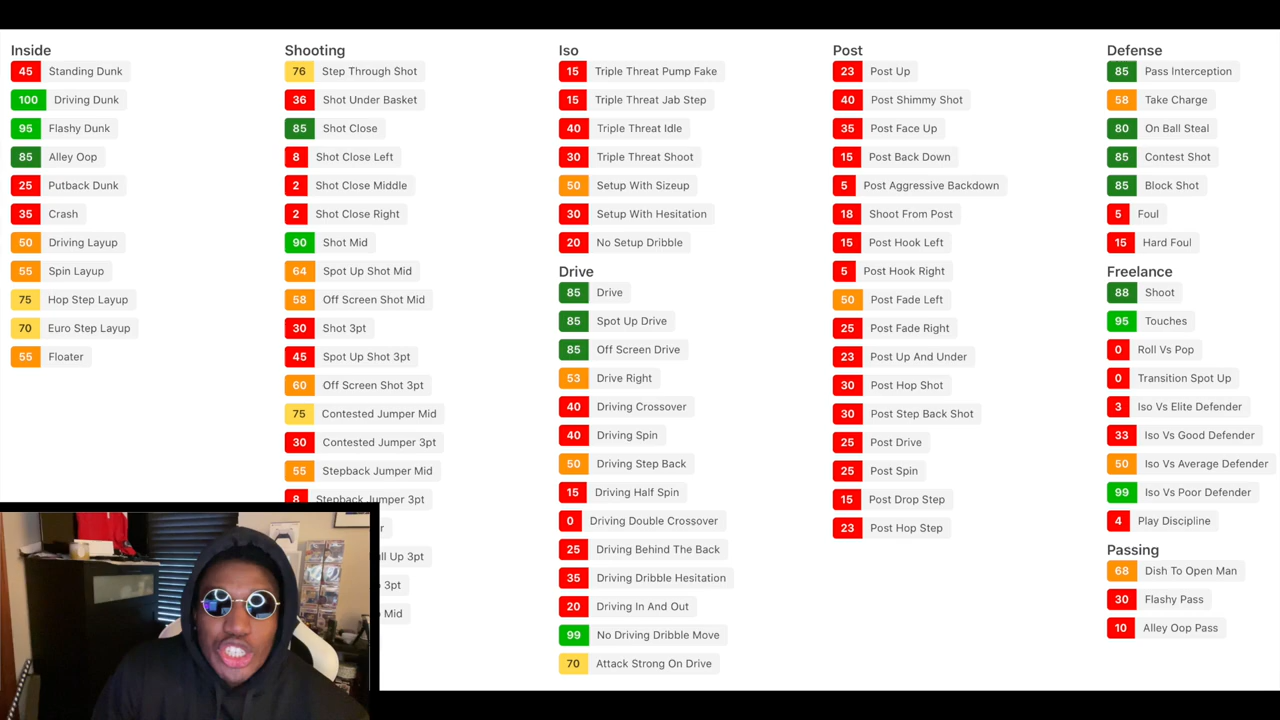 Inside
45 Standing Dunk
100 Driving Dunk
95 Flashy Dunk
85 Alley Oop
25 Putback Dunk
35 Crash
50 Driving Layup
55 Spin Layup
75 Hop Step Layup
70 Euro Step Layup
55 Floater
Shooting
76 Step Through Shot
36 Shot Under Basket
85 Shot Close
8 Shot Close Left
2 Shot Close Middle
2 Shot Close Right
90 Shot Mid
64 Spot Up Shot Mid
58 Off Screen Shot Mid
30 Shot 3pt
45 Spot Up Shot 3pt
60 Off Screen Shot 3pt
75 Contested Jumper Mid
30 Contested Jumper 3pt
55 Stepback Jumper Mid
8 Stepback Jumper 3pt
Up 3pt
3pt
Mid
Iso
15 Triple Threat Pump Fake
15 Triple Threat Jab Step
40 Triple Threat Idle
30 Triple Threat Shoot
50 Setup With Sizeup
30 Setup With Hesitation
20 No Setup Dribble
Drive
85 Drive
85 Spot Up Drive
85 Off Screen Drive
53 Drive Right
40 Driving Crossover
40 Driving Spin
50 Driving Step Back
15 Driving Half Spin
0 Driving Double Crossover
25 Driving Behind The Back
35 Driving Dribble Hesitation
20 Driving In And Out
99 No Driving Dribble Move
70 Attack Strong On Drive
Post
23 Post Up
40 Post Shimmy Shot
35 Post Face Up
15 Post Back Down
5 Post Aggressive Backdown
18 Shoot From Post
15 Post Hook Left
5 Post Hook Right
50 Post Fade Left
25 Post Fade Right
23 Post Up And Under
30 Post Hop Shot
30 Post Step Back Shot
25 Post Drive
25 Post Spin
15 Post Drop Step
23 Post Hop Step
Defense
85 Pass Interception
58 Take Charge
80 On Ball Steal
85 Contest Shot
85 Block Shot
5 Foul
15 Hard Foul
Freelance
88 Shoot
95 Touches
0 Roll Vs Pop
0 Transition Spot Up
3 Iso Vs Elite Defender
33 Iso Vs Good Defender
50 Iso Vs Average Defender
99 Iso Vs Poor Defender
4 Play Discipline
Passing
68 Dish To Open Man
30 Flashy Pass
10 Alley Oop Pass